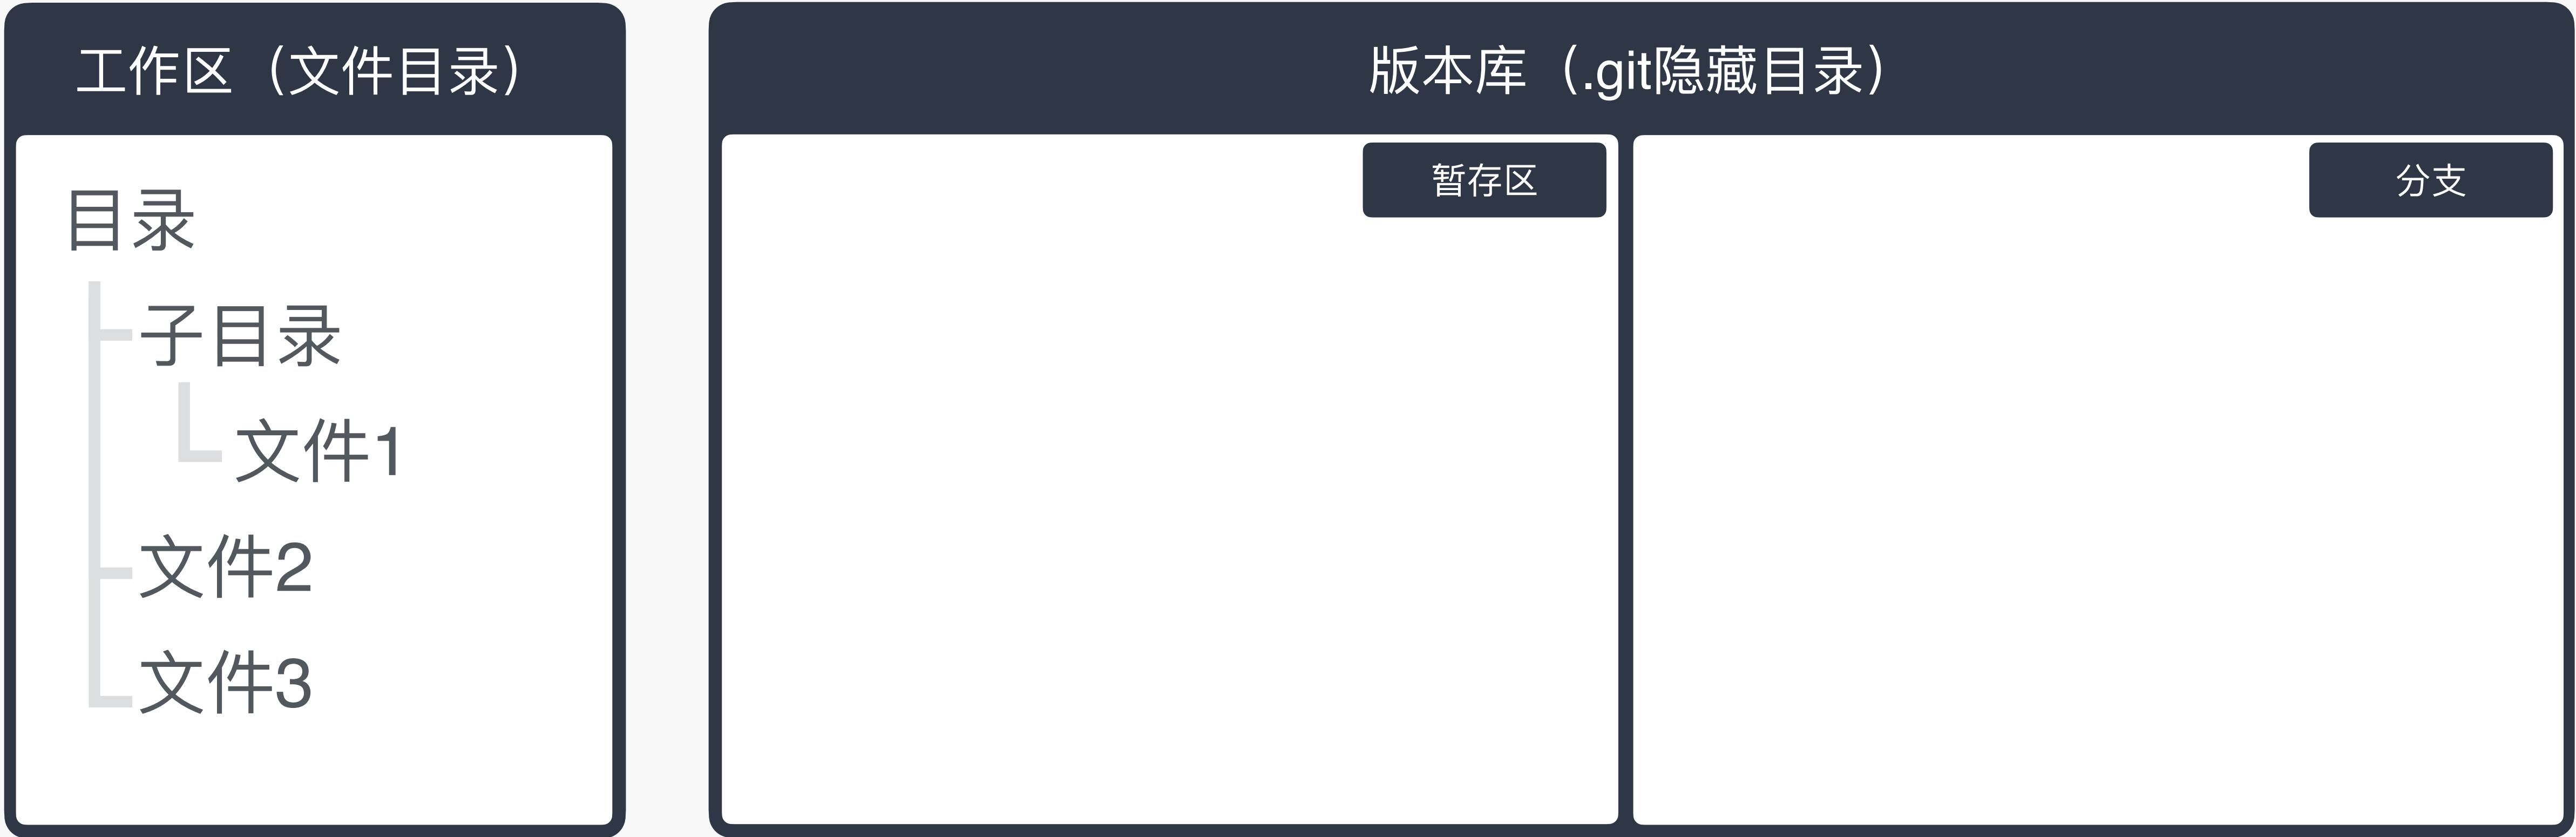 工作区（文件目录）
目录
子目录
文件1
文件2
文件3
版本库（.git隐藏目录）
暂存区
分支